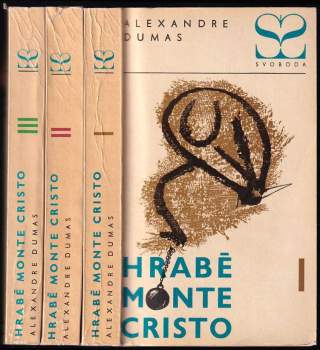 III
HRABĚ MONTE CRISTO
ALEXANDRE DUMAS
II
HRABĚ MONTE CRISTO
ALEXANDRE DUMAS
I
HRABĚ MONTE CRISTO
ALEXANDRE DUMAS
ALEXANDRE
DUMAS
SVOBODA
HRABĚ
MONTE
CRISTO
I